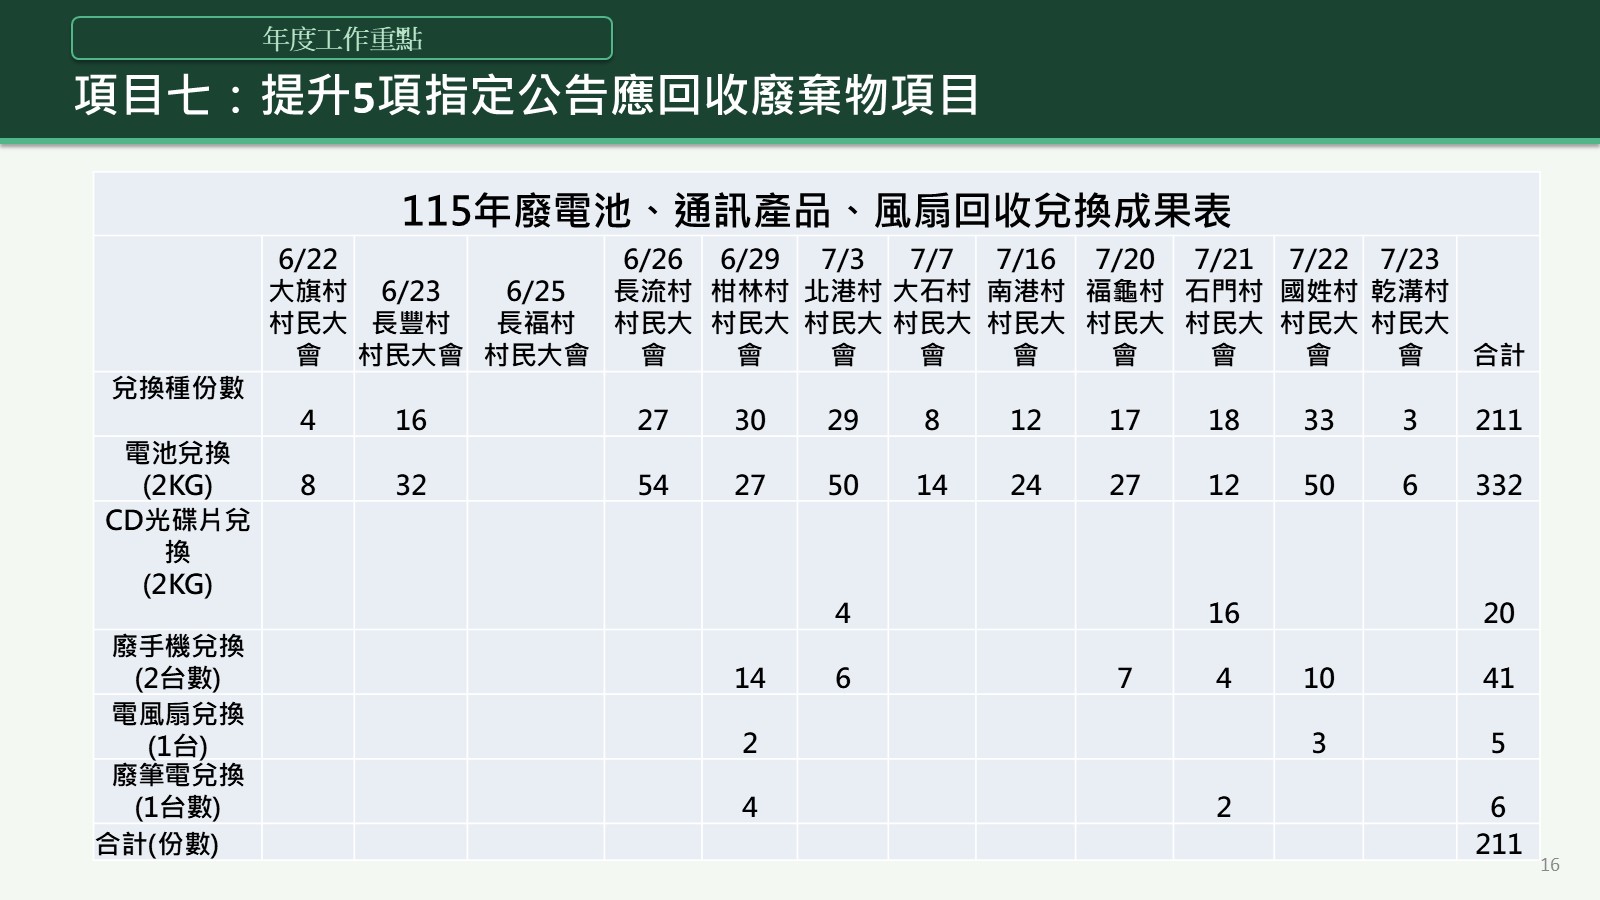 年度工作重點
項目七：提升5項指定公告應回收廢棄物項目
115年廢電池、通訊產品、風扇回收兌換成果表
6/22 大旗村 村民大會 6/23 長豐村 村民大會 6/25 長福村 村民大會 6/26 長流村 村民大會 6/29 柑林村 村民大會 7/3 北港村 村民大會 7/7 大石村 村民大會 7/16 南港村 村民大會 7/20 福龜村 村民大會 7/21 石門村 村民大會 7/22 國姓村 村民大會 7/23 乾溝村 村民大會 合計
兌換種份數 4 16 27 30 29 8 12 17 18 33 3 211
電池兌換 (2KG) 8 32 54 27 50 14 24 27 12 50 6 332
CD光碟片兌換 (2KG) 4 16 20
廢手機兌換 (2台數) 14 6 7 4 10 41
電風扇兌換 (1台) 2 3 5
廢筆電兌換 (1台數) 4 2 6
合計(份數) 211
16